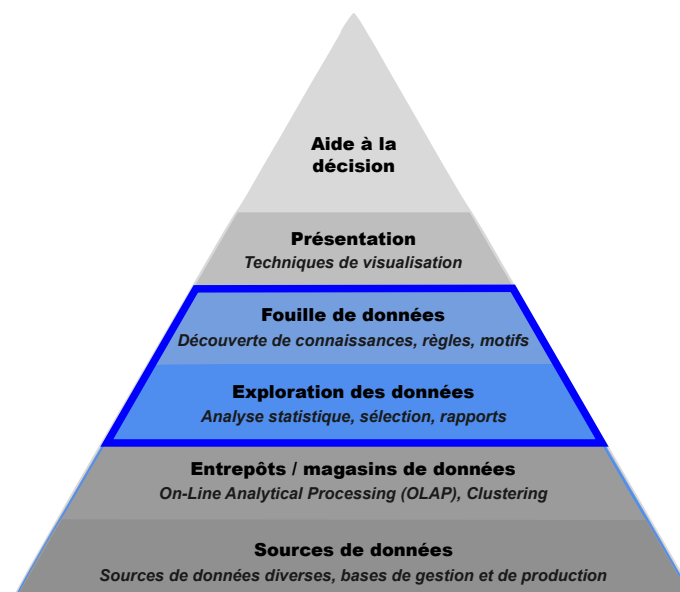 Aide à la
décision
Présentation
Techniques de visualisation
Fouille de données
Découverte de connaissances, règles, motifs
Exploration des données
Analyse statistique, sélection, rapports
Entrepôts / magasins de données
On-Line Analytical Processing (OLAP), Clustering
Sources de données
Sources de données diverses, bases de gestion et de production